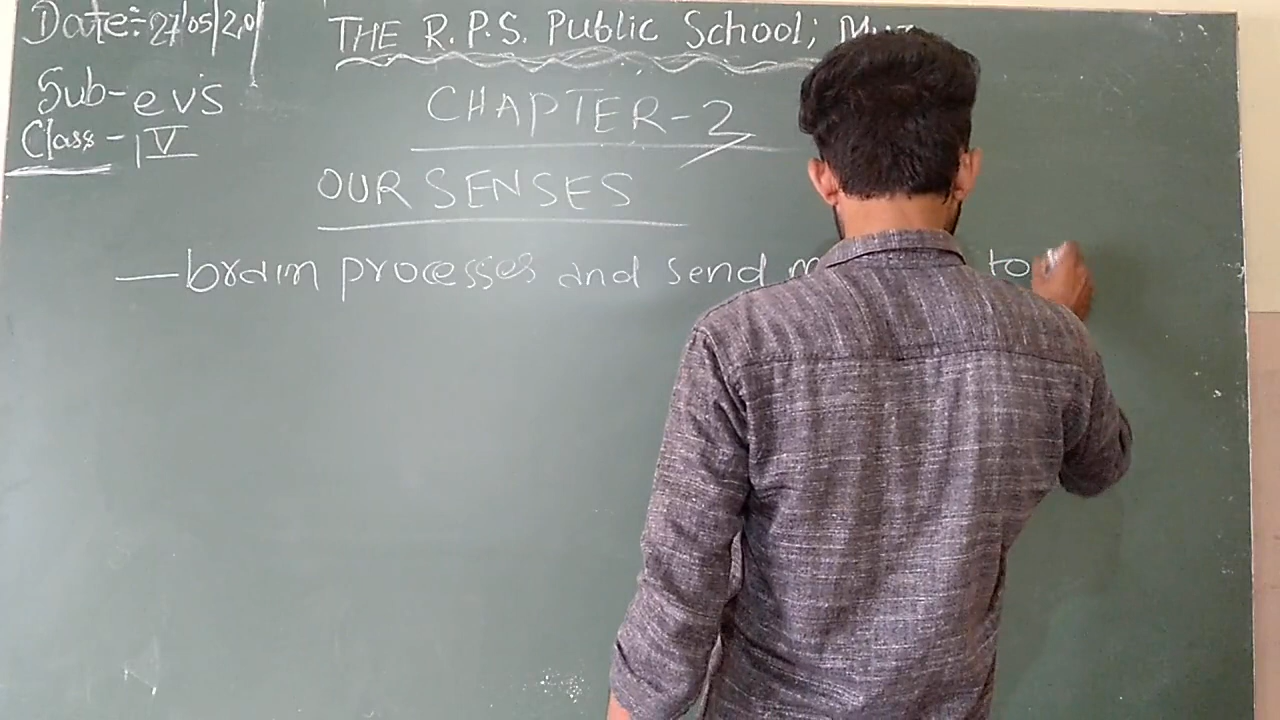 Date:- 27/05/20
THE R.P.S. Public School;
Sub- evs
Class - IV
CHAPTER-2
OUR SENSES
— brain processes and send to